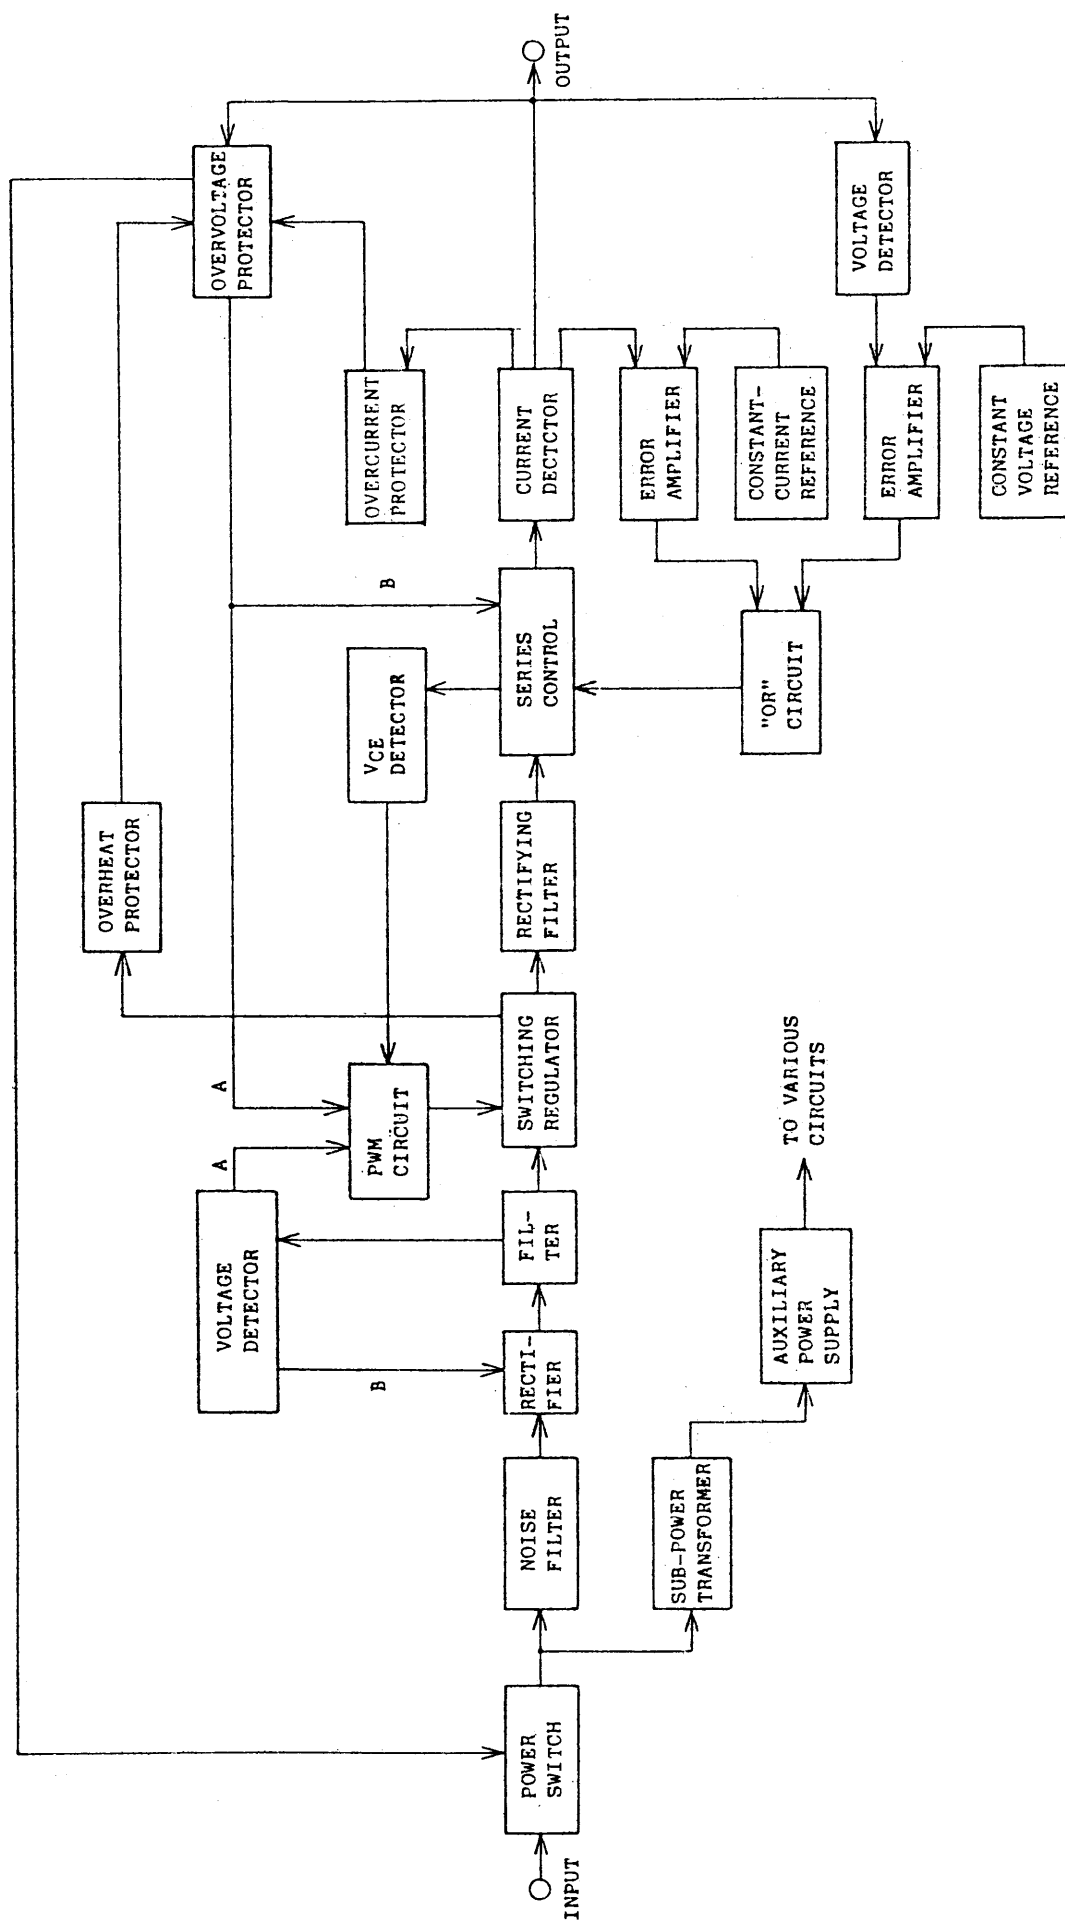 INPUT
POWER
SWITCH
NOISE
FILTER
RECTI-
FIER
FIL-
TER
SWITCHING
REGULATOR
RECTIFYING
FILTER
SERIES
CONTROL
CURRENT
DECTCTOR
OUTPUT
VOLTAGE
DETECTOR
A
B
A
PWM
CIRCUIT
OVERHEAT
PROTECTOR
VCE
DETECTOR
B
OVERCURRENT
PROTECTOR
OVERVOLTAGE
PROTECTOR
SUB-POWER
TRANSFORMER
AUXILIARY
POWER
SUPPLY
TO VARIOUS
CIRCUITS
"OR"
CIRCUIT
ERROR
AMPLIFIER
CONSTANT-
CURRENT
REFERENCE
ERROR
AMPLIFIER
CONSTANT
VOLTAGE
REFERENCE
VOLTAGE
DETECTOR